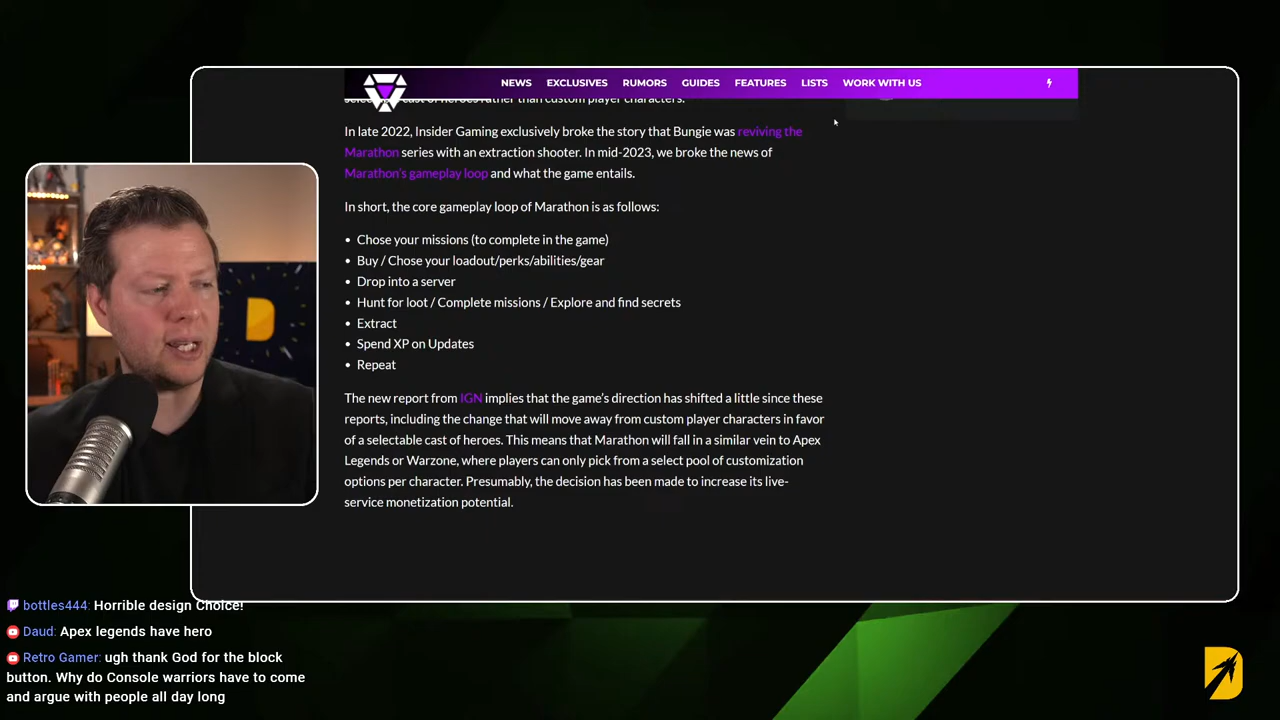 NEWS EXCLUSIVES RUMORS GUIDES FEATURES LISTS WORK WITH US
rather than custom player characters.
In late 2022, Insider Gaming exclusively broke the story that Bungie was reviving the
Marathon series with an extraction shooter. In mid-2023, we broke the news of
Marathon's gameplay loop and what the game entails.
In short, the core gameplay loop of Marathon is as follows:
• Chose your missions (to complete in the game)
• Buy / Chose your loadout/perks/abilities/gear
• Drop into a server
• Hunt for loot / Complete missions / Explore and find secrets
• Extract
• Spend XP on Updates
• Repeat
The new report from IGN implies that the game's direction has shifted a little since these
reports, including the change that will move away from custom player characters in favor
of a selectable cast of heroes. This means that Marathon will fall in a similar vein to Apex
Legends or Warzone, where players can only pick from a select pool of customization
options per character. Presumably, the decision has been made to increase its live-
service monetization potential.
bottles444: Horrible design Choice!
Daud: Apex legends have hero
Retro Gamer: ugh thank God for the block
button. Why do Console warriors have to come
and argue with people all day long